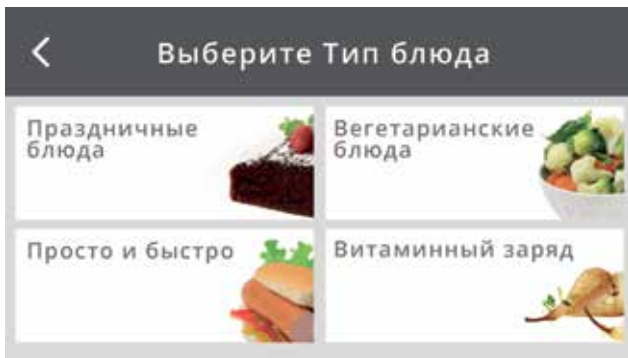 Выберите Тип блюда
Праздничные
блюда
Вегетарианские
блюда
Просто и быстро
Витаминный заряд